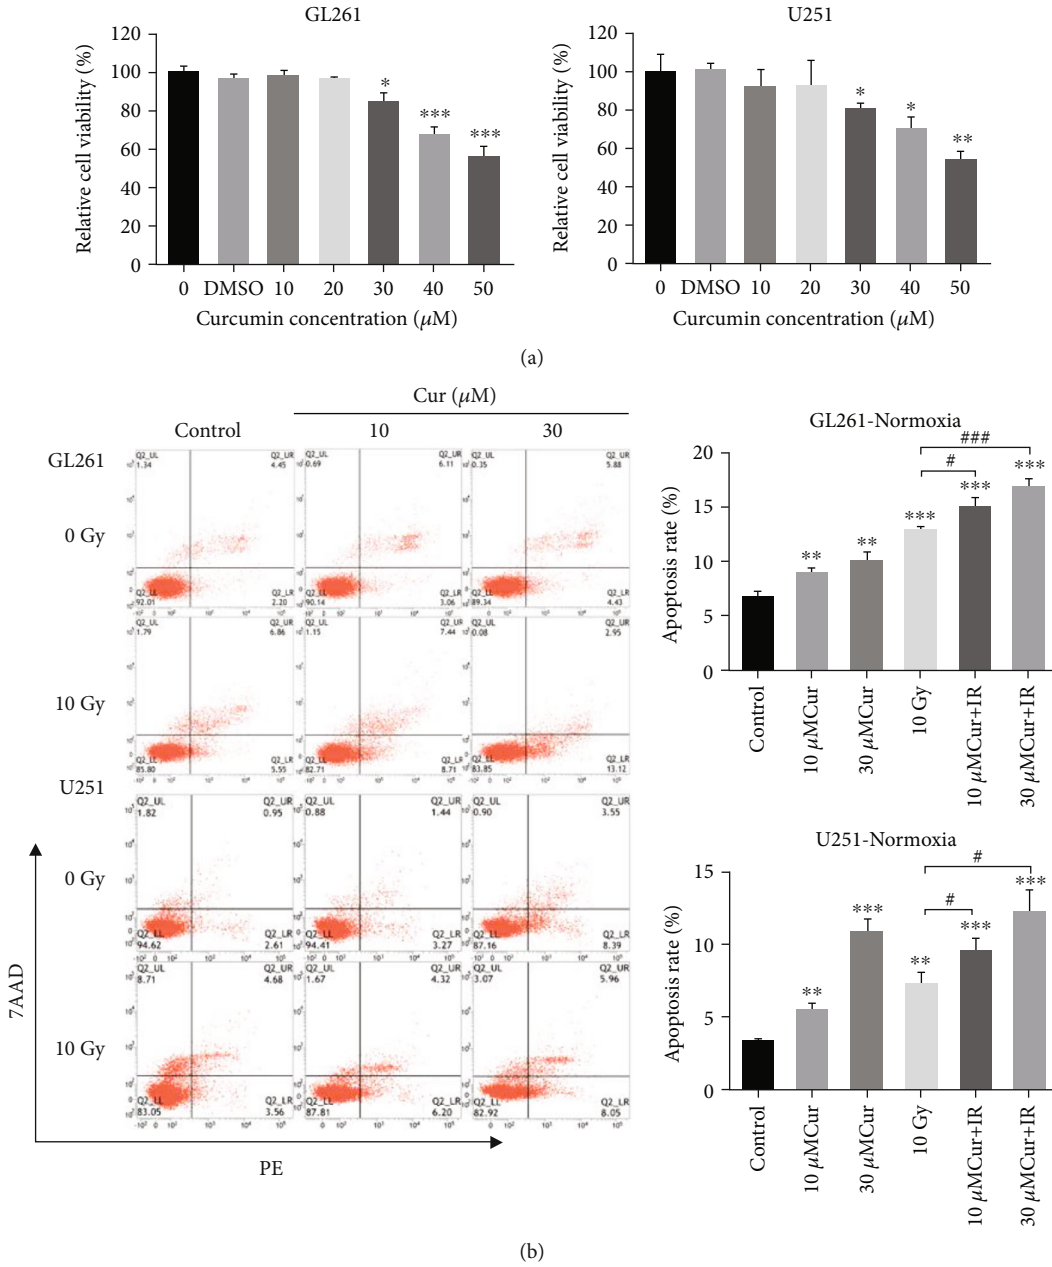 GL261
120
100
80
60
40
20
0
Relative cell viability (%)
*
***
***
0 DMSO 10 20 30 40 50
Curcumin concentration (μM)
U251
120
100
80
60
40
20
0
Relative cell viability (%)
*
*
**
0 DMSO 10 20 30 40 50
Curcumin concentration (μM)
(a)
Cur (μM)
Control 10 30
GL261
0 Gy
Q2_UL Q2_UR
1.34 4.45
92.01 2.20
Q2_UL Q2_UR
0.69 6.11
90.14 3.06
Q2_UL Q2_UR
0.35 5.88
89.34 4.43
10 Gy
Q2_UL Q2_UR
1.79 6.86
85.80 5.55
Q2_UL Q2_UR
1.15 7.44
82.71 8.71
Q2_UL Q2_UR
0.08 2.95
83.85 13.12
U251
0 Gy
Q2_UL Q2_UR
1.82 0.95
Q2_LL Q2_LR
94.62 2.61
Q2_UL Q2_UR
0.88 1.44
Q2_LL Q2_LR
94.41 3.27
Q2_UL Q2_UR
0.90 3.55
Q2_LL Q2_LR
87.16 8.39
10 Gy
Q2_UL Q2_UR
8.71 4.68
Q2_LL Q2_LR
83.05 3.56
Q2_UL Q2_UR
1.67 4.32
Q2_LL Q2_LR
87.81 6.20
Q2_UL Q2_UR
3.07 5.96
Q2_LL Q2_LR
82.92 8.05
7AAD
PE
GL261-Normoxia
20
15
10
5
0
Apoptosis rate (%)
###
#
**
**
***
***
***
Control
10 μMCur
30 μMCur
10 Gy
10 μMCur+IR
30 μMCur+IR
U251-Normoxia
15
10
5
0
Apoptosis rate (%)
#
#
**
***
**
***
***
Control
10 μMCur
30 μMCur
10 Gy
10 μMCur+IR
30 μMCur+IR
(b)